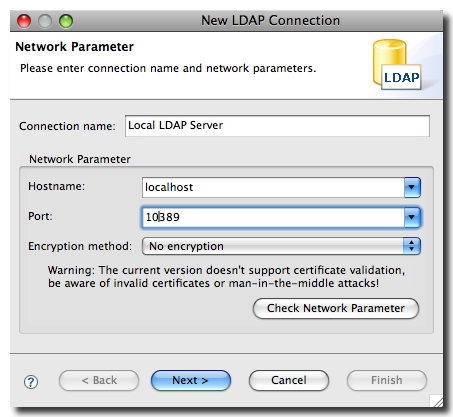 New LDAP Connection
Network Parameter
Please enter connection name and network parameters.
LDAP
Connection name: Local LDAP Server
Network Parameter
Hostname: localhost
Port: 10389
Encryption method: No encryption
Warning: The current version doesn't support certificate validation,
be aware of invalid certificates or man-in-the-middle attacks!
Check Network Parameter
? < Back Next > Cancel Finish